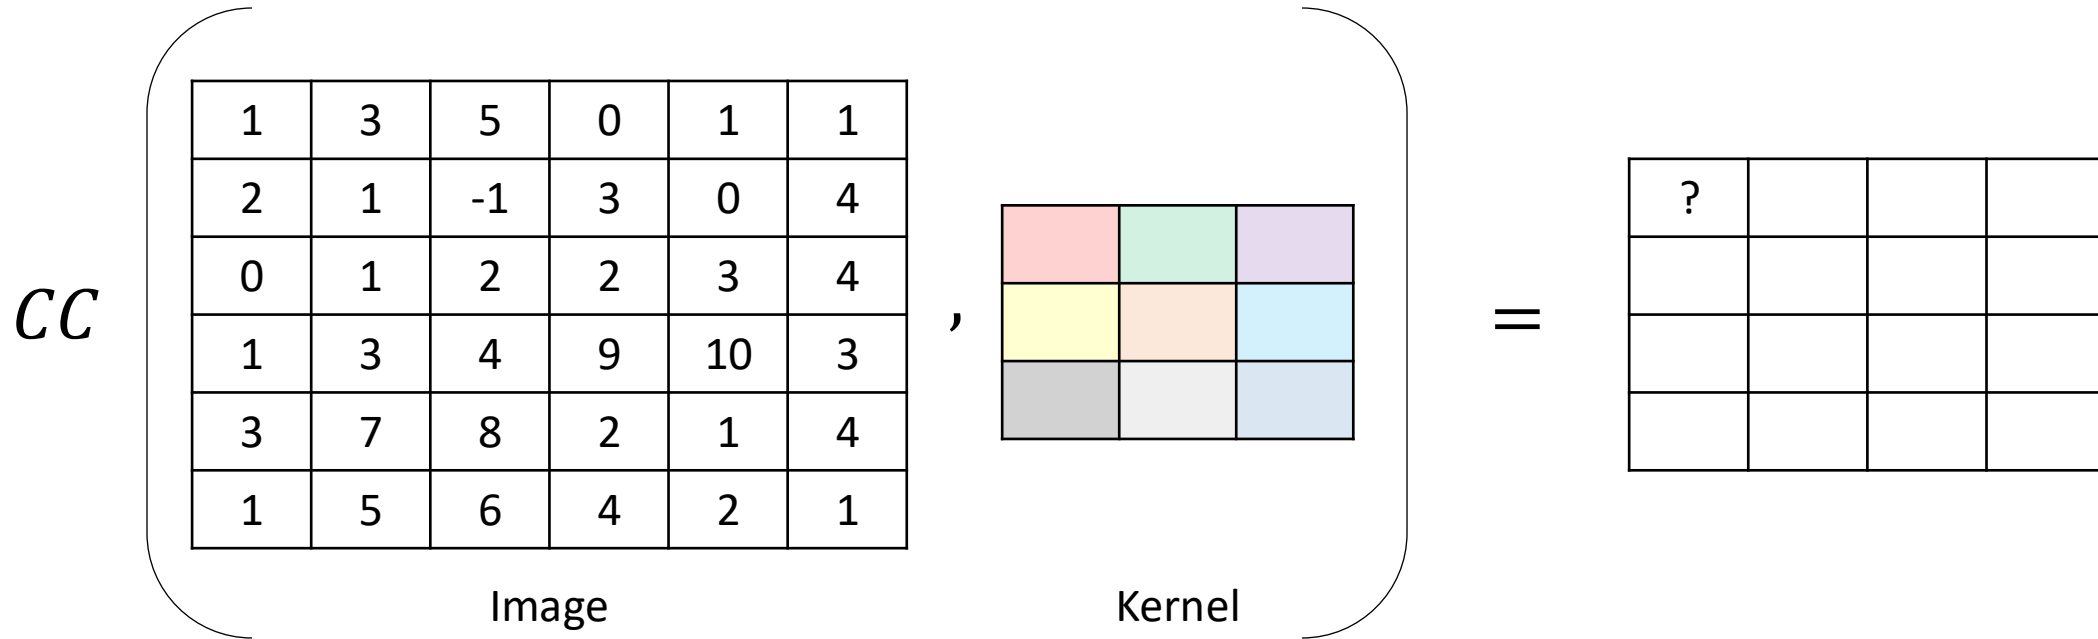 1 3 5 0 1 1
2 1 -1 3 0 4
0 1 2 2 3 4
1 3 4 9 10 3
3 7 8 2 1 4
1 5 6 4 2 1
CC , = ?
Image Kernel